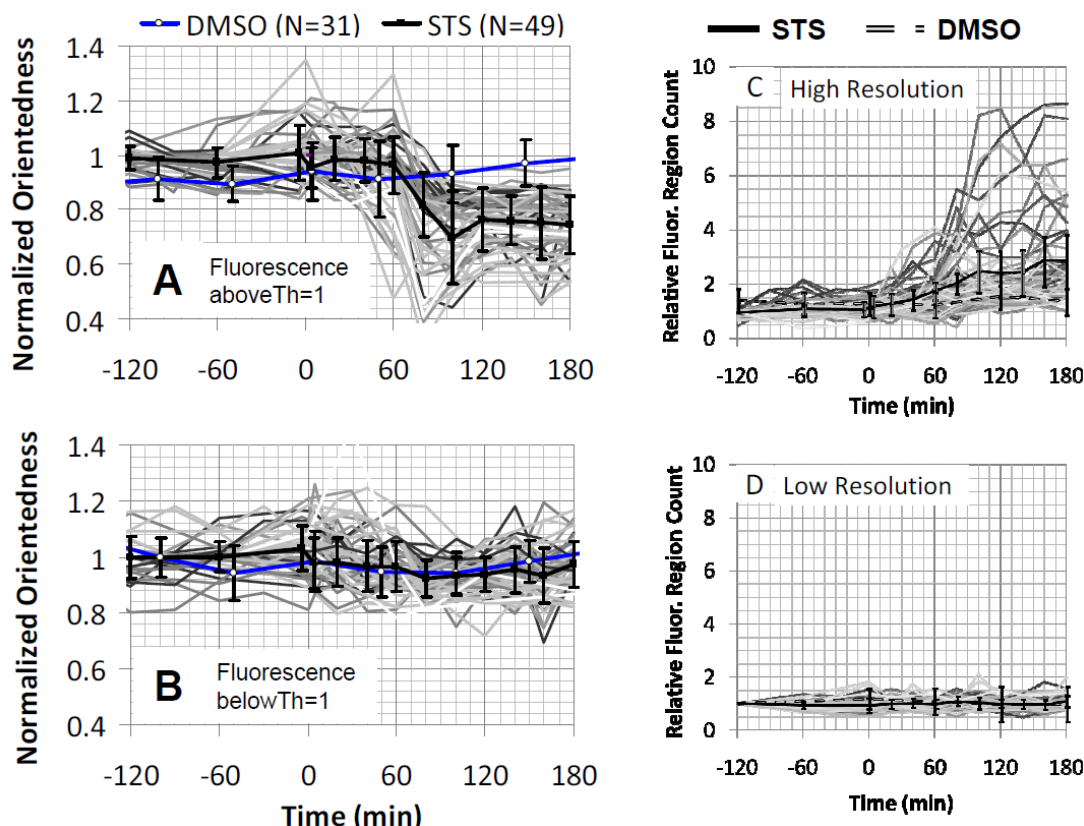 DMSO (N=31) STS (N=49)
Normalized Orientedness
1.4
1.2
1
0.8
0.6
0.4
A Fluorescence
aboveTh=1
-120 -60 0 60 120 180
Normalized Orientedness
1.4
1.2
1
0.8
0.6
0.4
B Fluorescence
belowTh=1
-120 -60 0 60 120 180
Time (min)
STS DMSO
Relative Fluor. Region Count
10
8
6
4
2
0
C High Resolution
-120 -60 0 60 120 180
Time (min)
Relative Fluor. Region Count
10
8
6
4
2
0
D Low Resolution
-120 -60 0 60 120 180
Time (min)